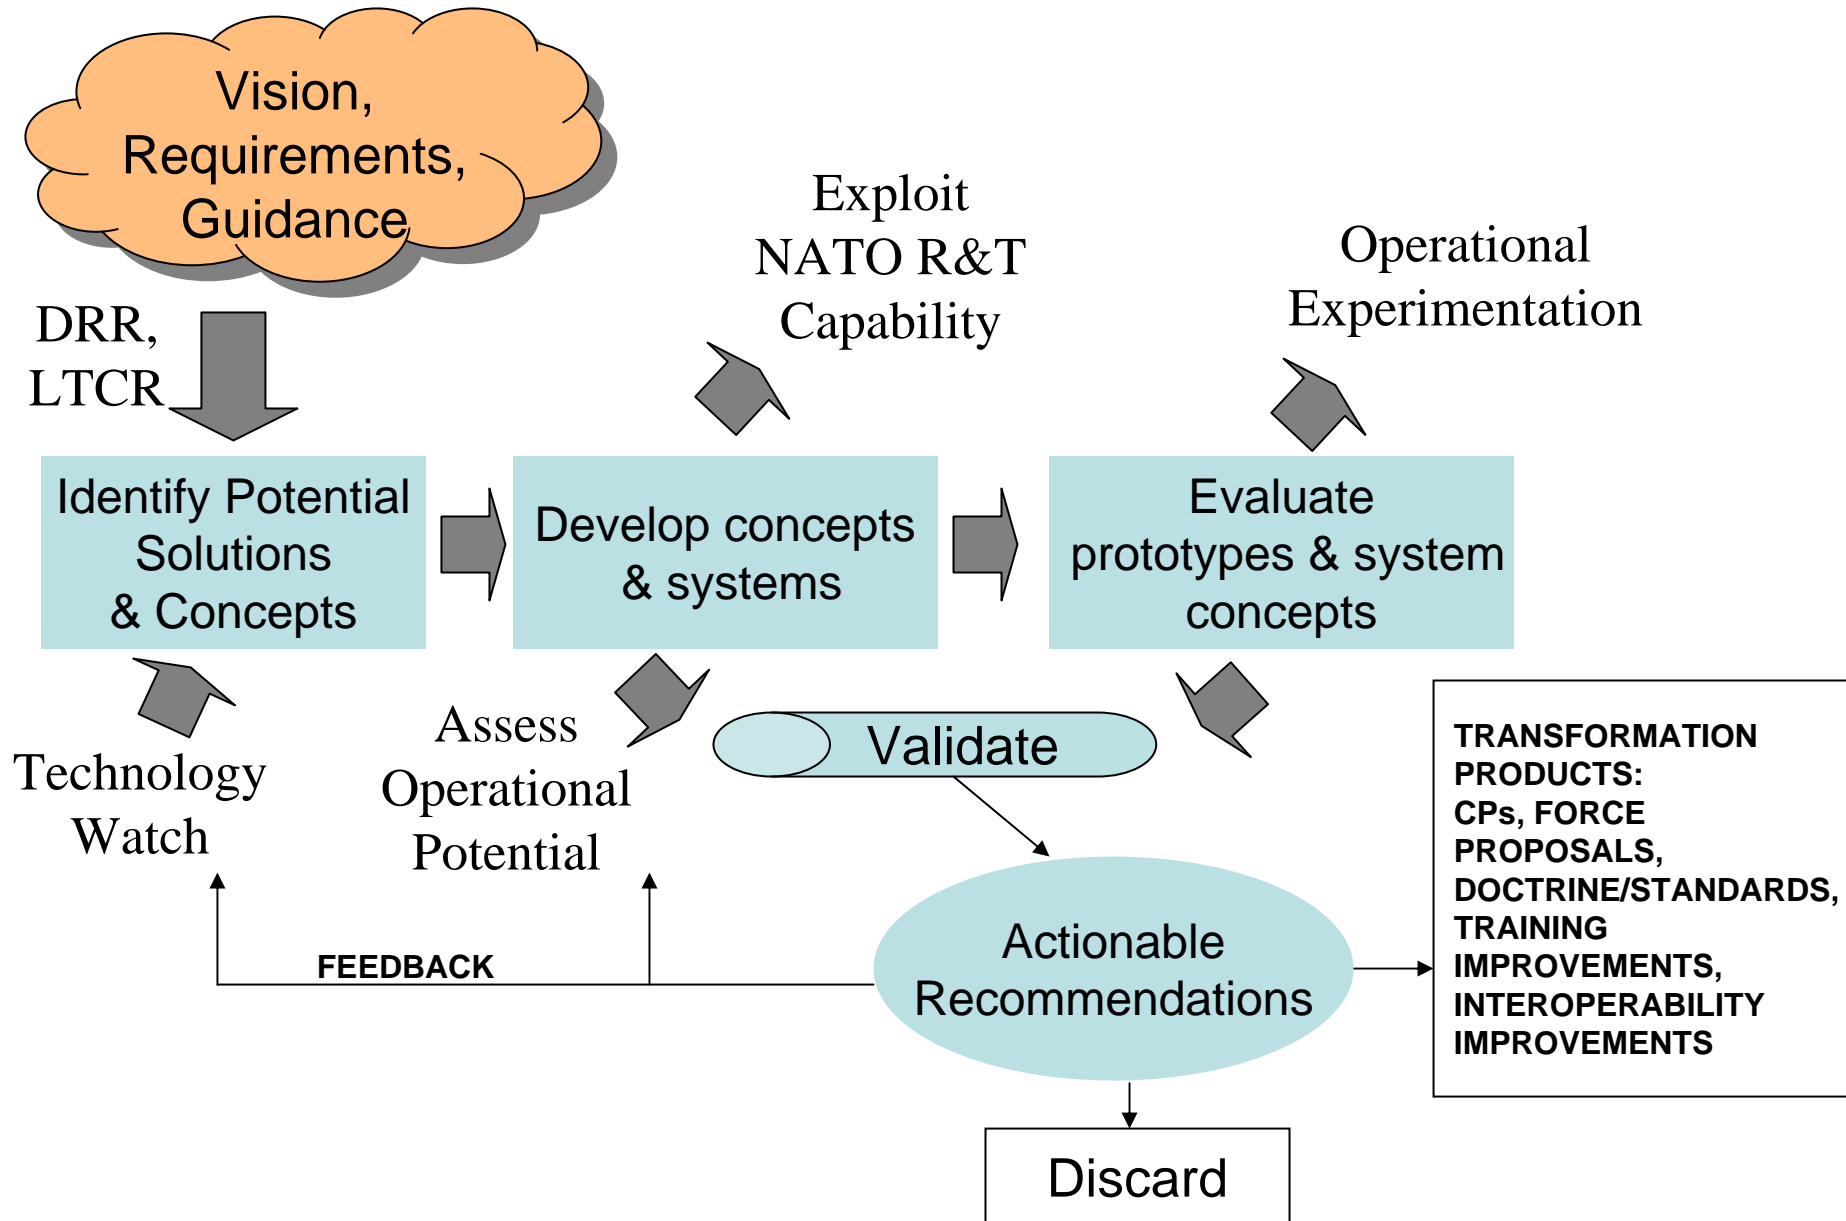 Vision,
Requirements,
Guidance
DRR,
LTCR
Exploit
NATO R&T
Capability
Operational
Experimentation
Identify Potential
Solutions
& Concepts
Develop concepts
& systems
Evaluate
prototypes & system
concepts
Technology
Watch
Assess
Operational
Potential
Validate
TRANSFORMATION
PRODUCTS:
CPs, FORCE
PROPOSALS,
DOCTRINE/STANDARDS,
TRAINING
IMPROVEMENTS,
INTEROPERABILITY
IMPROVEMENTS
FEEDBACK
Actionable
Recommendations
Discard